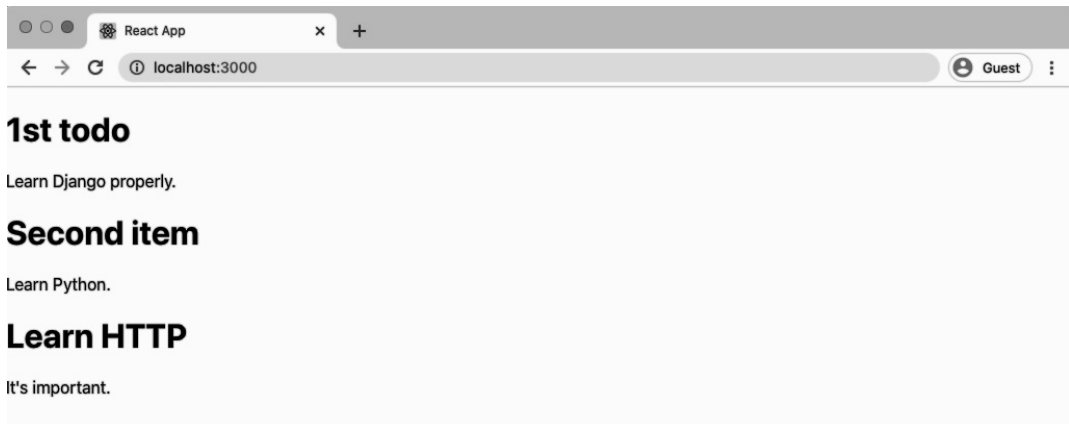 React App
localhost:3000
Guest
1st todo
Learn Django properly.
Second item
Learn Python.
Learn HTTP
It's important.